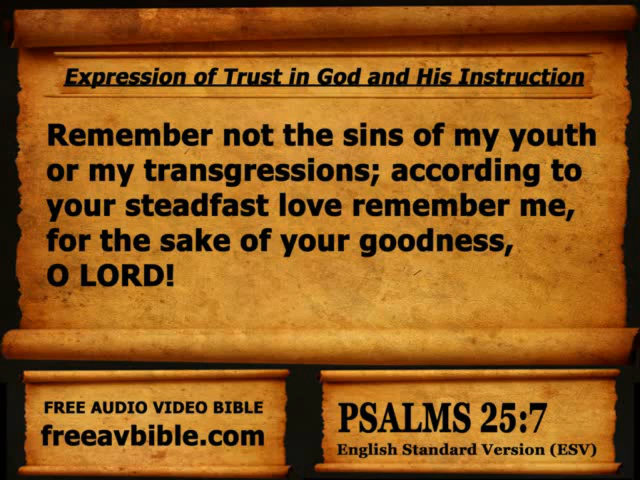 Expression of Trust in God and His Instruction
Remember not the sins of my youth
or my transgressions; according to
your steadfast love remember me,
for the sake of your goodness,
O LORD!
FREE AUDIO VIDEO BIBLE
freeavbible.com
PSALMS 25:7
English Standard Version (ESV)